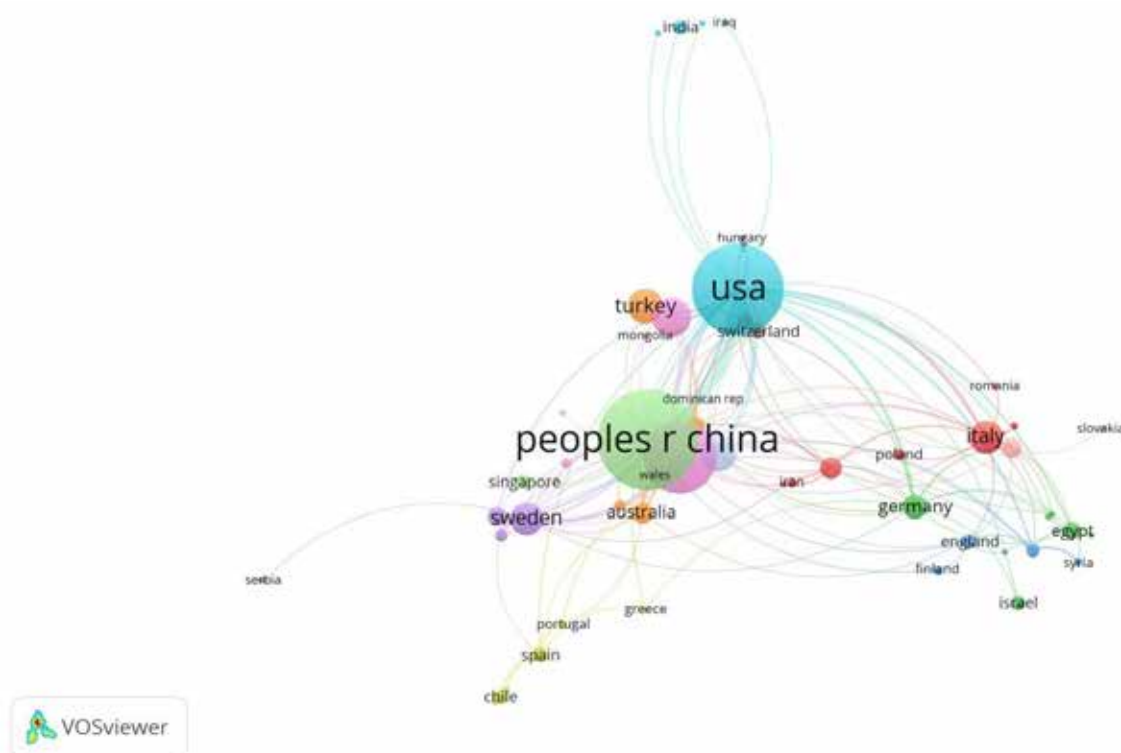 india
iraq
hungary
usa
turkey
mongolia
switzerland
dominican rep
romania
peoples r china
italy
slovakia
poland
wales
singapore
iran
sweden
australia
germany
egypt
england
finland
syria
serbia
greece
israel
portugal
spain
chile
VOSviewer